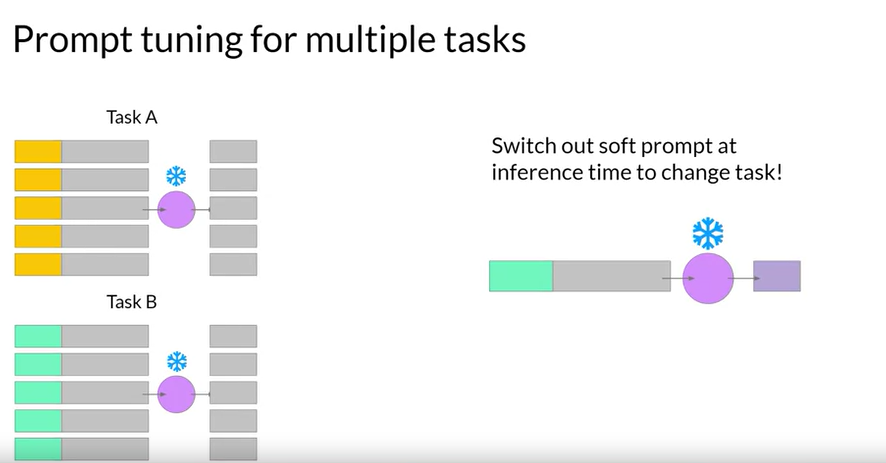 Prompt tuning for multiple tasks
Task A
Switch out soft prompt at
inference time to change task!
Task B